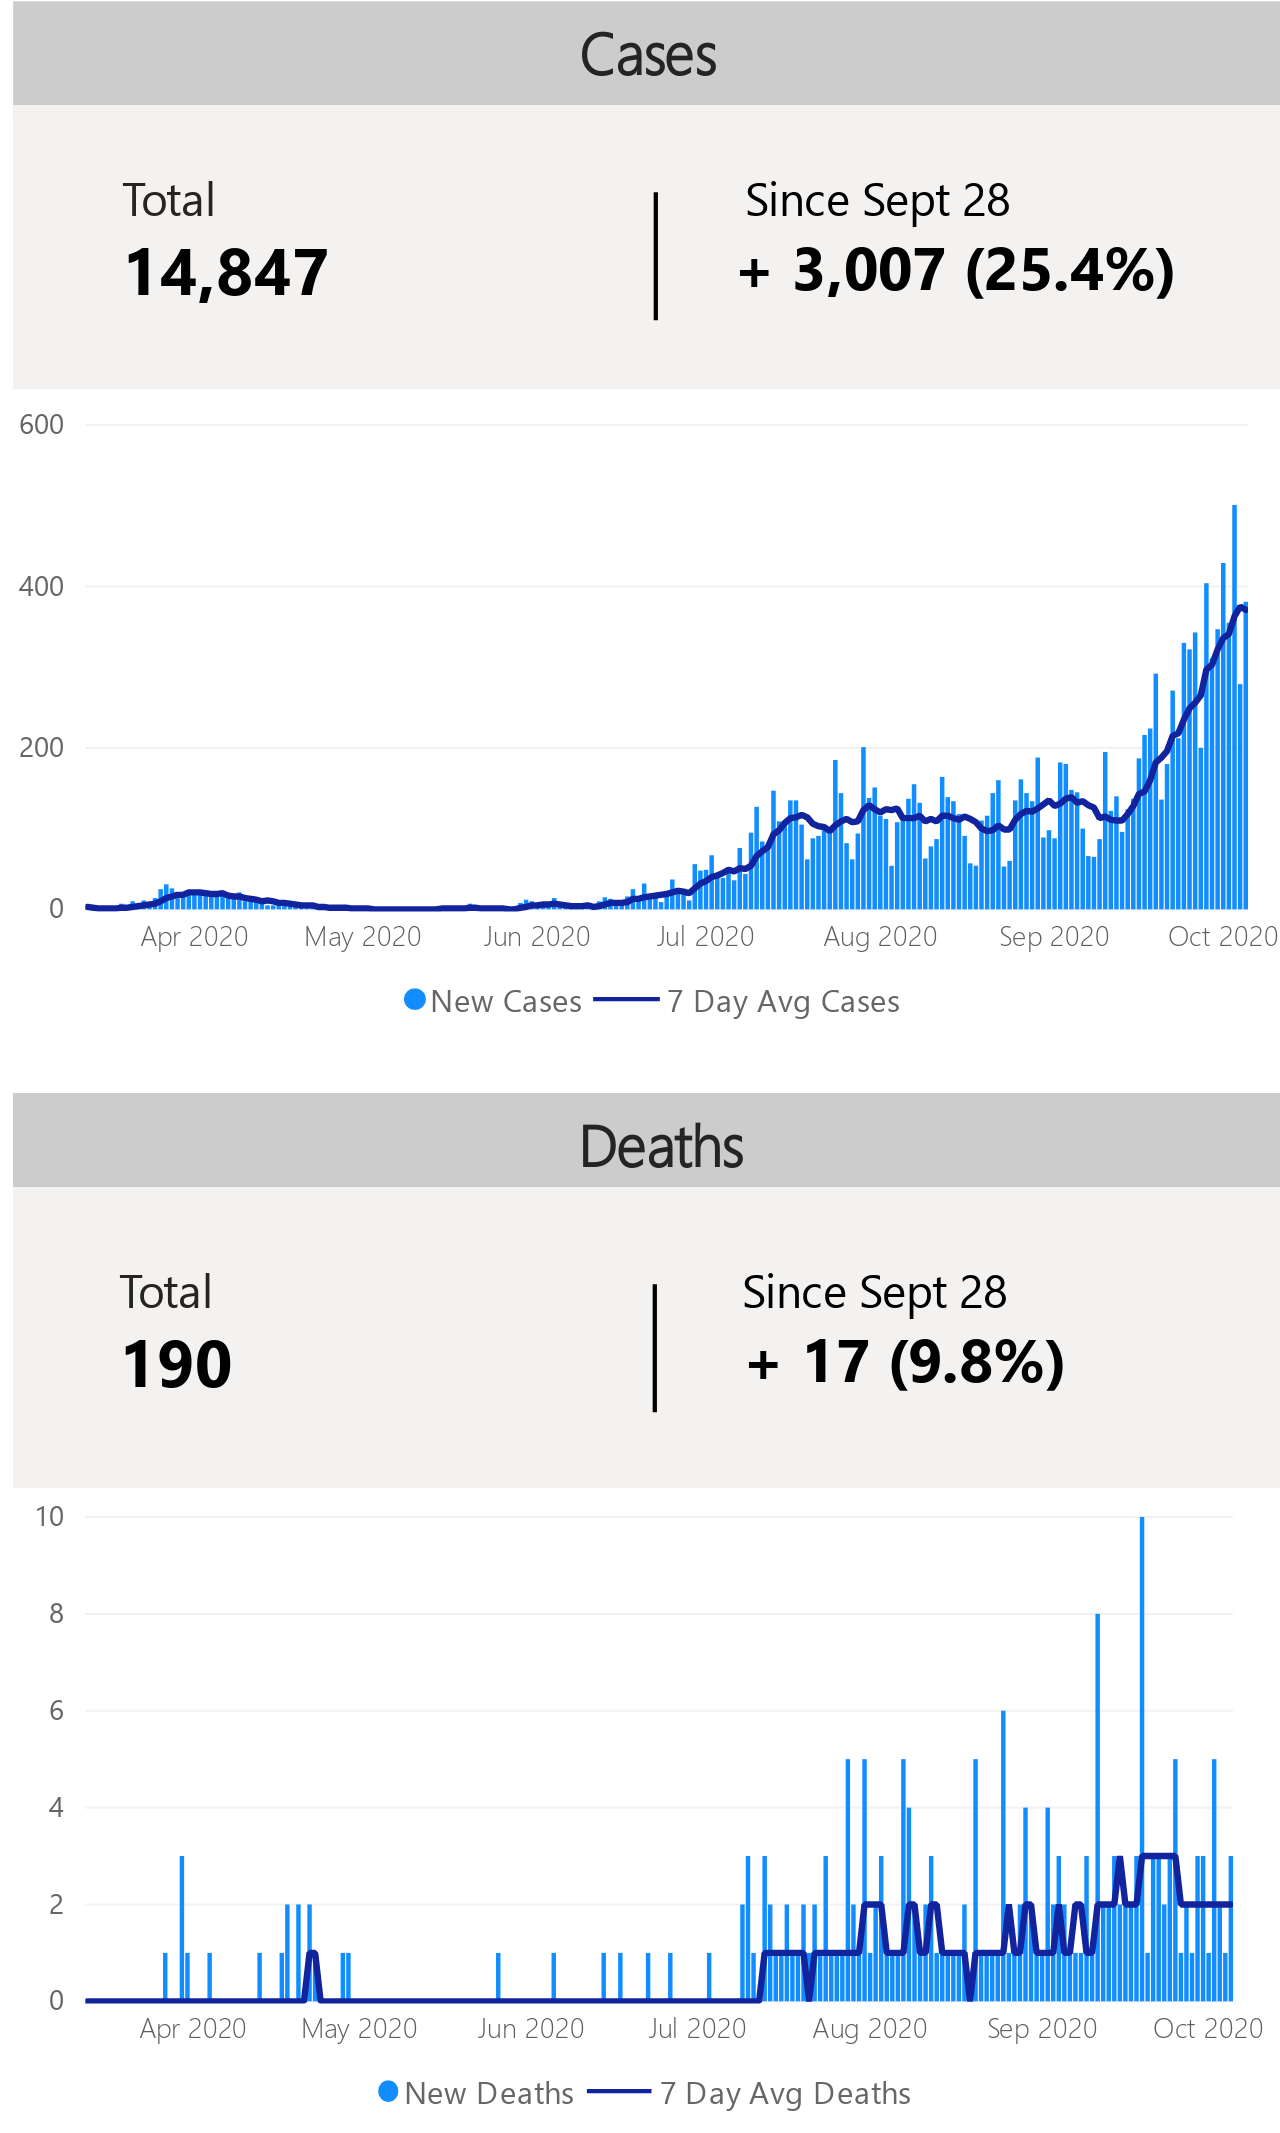 Cases
Total
Since Sept 28
14,847
+ 3,007 (25.4%)
600
400
200
0
Apr 2020 May 2020 Jun 2020 Jul 2020 Aug 2020 Sep 2020 Oct 2020
New Cases 7 Day Avg Cases
Deaths
Total
Since Sept 28
190
+ 17 (9.8%)
10
8
6
4
2
0
Apr 2020 May 2020 Jun 2020 Jul 2020 Aug 2020 Sep 2020 Oct 2020
New Deaths 7 Day Avg Deaths